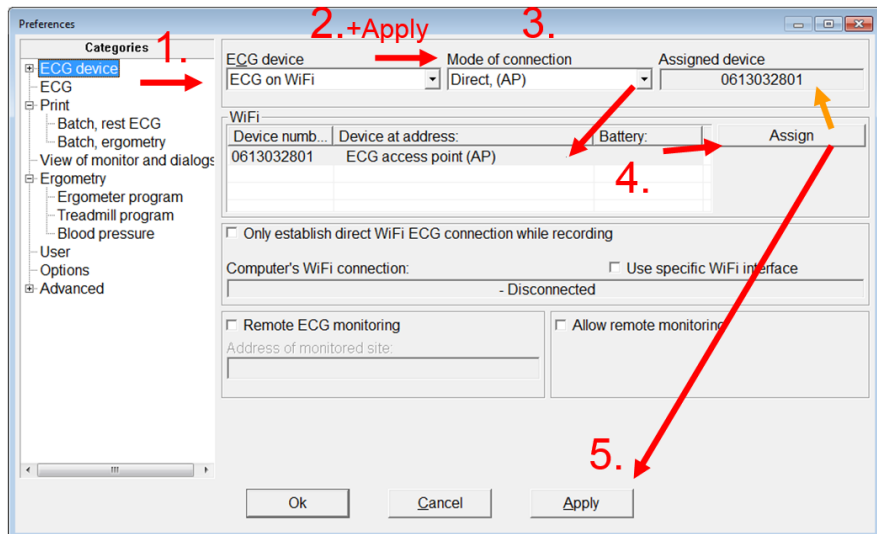 Preferences
1.
2.+Apply
3.
Categories
ECG device
ECG
Print
Batch, rest ECG
Batch, ergometry
View of monitor and dialogs
Ergometry
Ergometer program
Treadmill program
Blood pressure
User
Options
Advanced
ECG device
Mode of connection
Assigned device
ECG on WiFi
Direct, (AP)
0613032801
WiFi
Device numb...
Device at address:
Battery:
Assign
0613032801
ECG access point (AP)
4.
Only establish direct WiFi ECG connection while recording
Computer's WiFi connection:
Use specific WiFi interface
- Disconnected
Remote ECG monitoring
Allow remote monitoring
Address of monitored site:
5.
Ok
Cancel
Apply